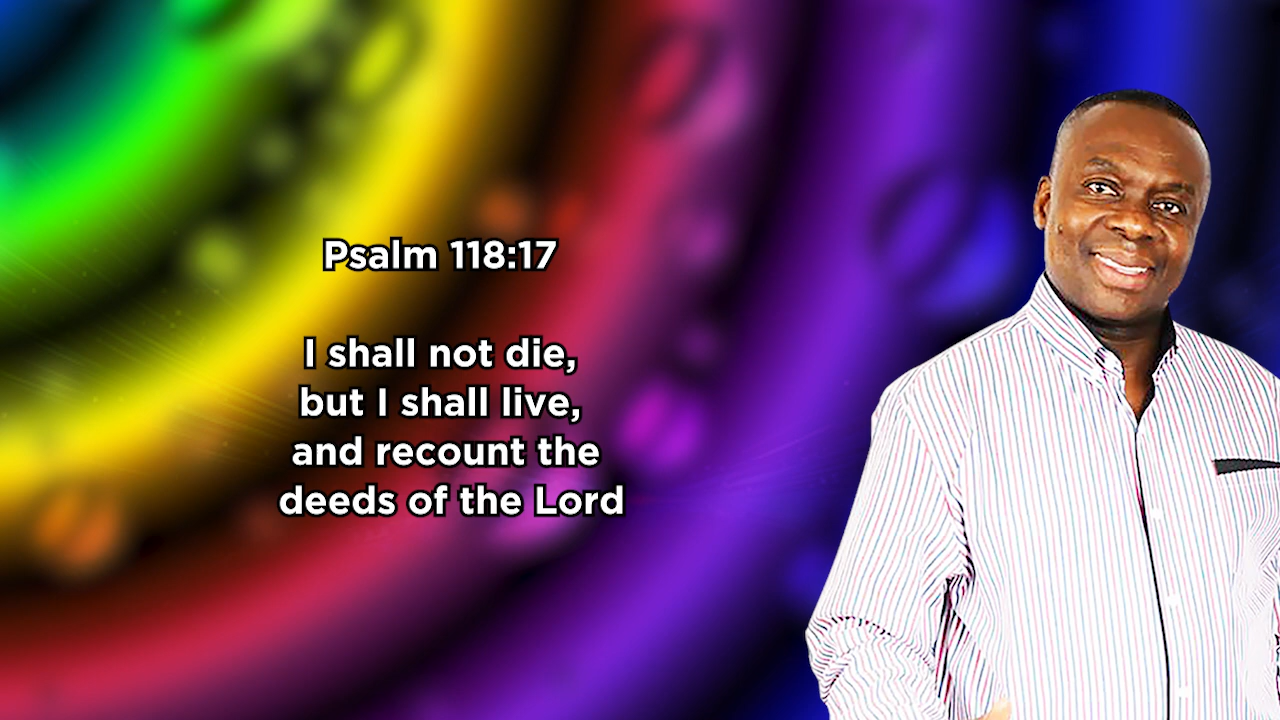 Psalm 118:17
I shall not die,
but I shall live,
and recount the
deeds of the Lord